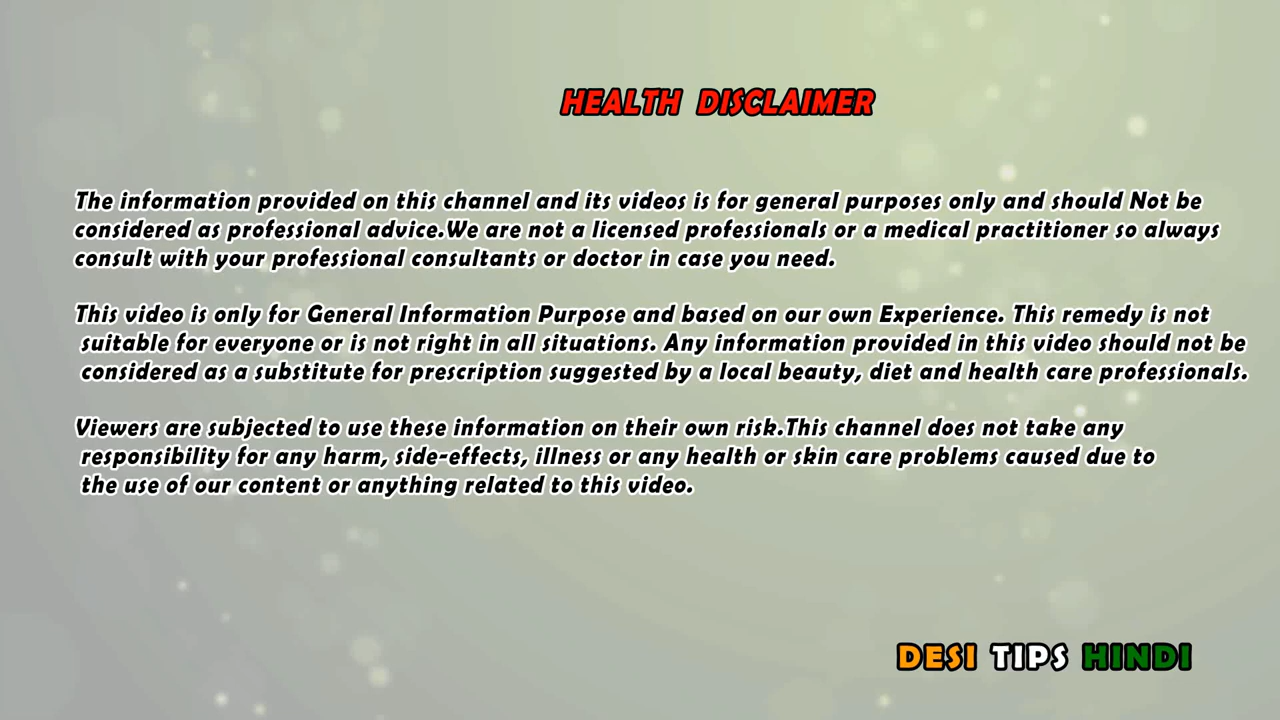 HEALTH DISCLAIMER
The information provided on this channel and its videos is for general purposes only and should Not be
considered as professional advice.We are not a licensed professionals or a medical practitioner so always
consult with your professional consultants or doctor in case you need.
This video is only for General Information Purpose and based on our own Experience. This remedy is not
suitable for everyone or is not right in all situations. Any information provided in this video should not be
considered as a substitute for prescription suggested by a local beauty, diet and health care professionals.
Viewers are subjected to use these information on their own risk.This channel does not take any
responsibility for any harm, side-effects, illness or any health or skin care problems caused due to
the use of our content or anything related to this video.
DESI TIPS HINDI